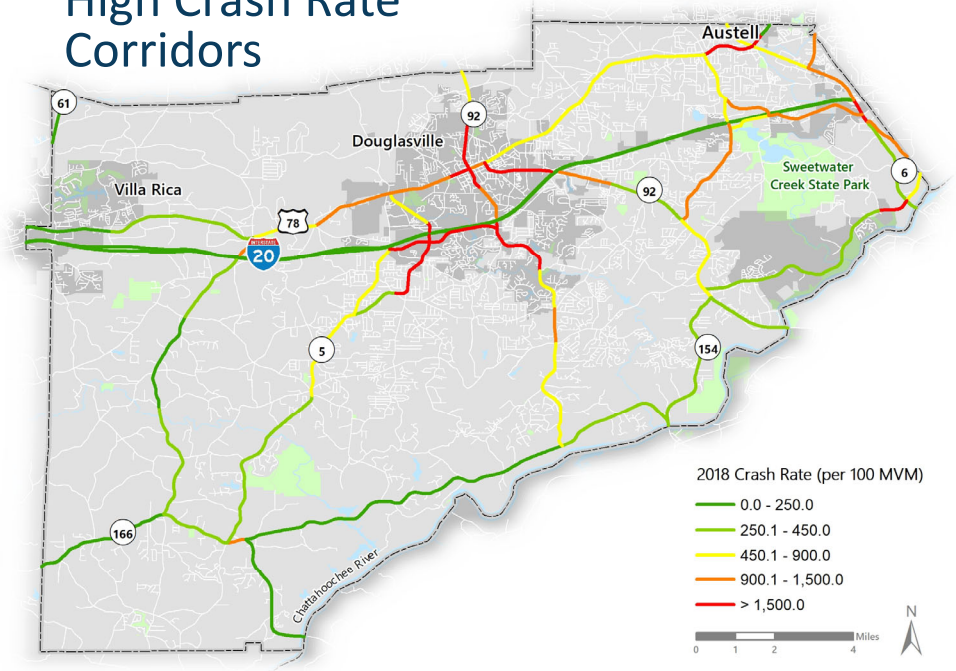 High Crash Rate
Corridors
Austell
61
92
Douglasville
Villa Rica
Sweetwater
Creek State Park
6
92
78
INTERSTATE
20
5
154
166
Chattahoochee River
2018 Crash Rate (per 100 MVM)
0.0 - 250.0
250.1 - 450.0
450.1 - 900.0
900.1 - 1,500.0
> 1,500.0
N
Miles
0 1 2 4